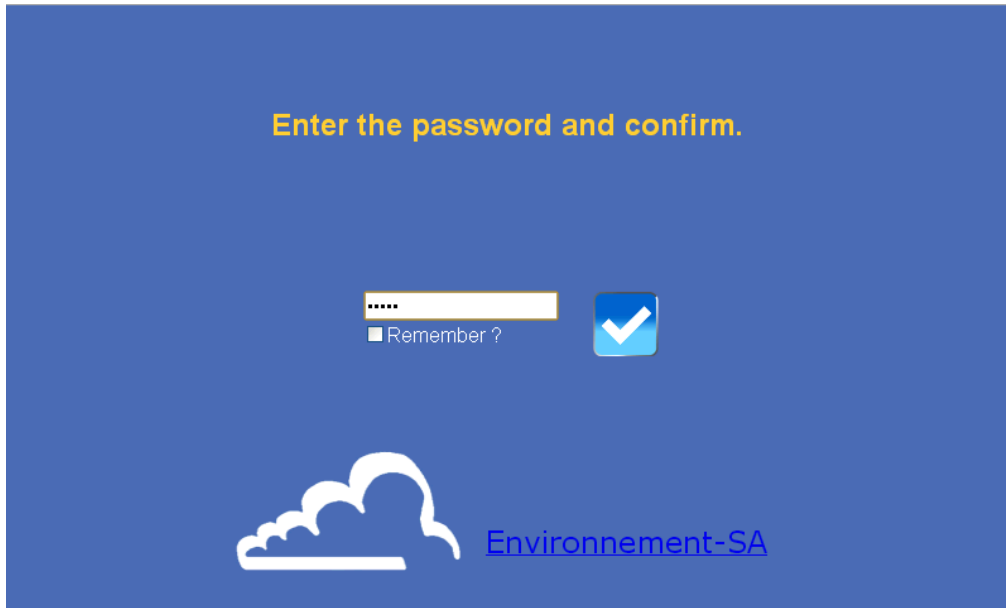 Enter the password and confirm.
•••••
Remember ?
Environnement-SA